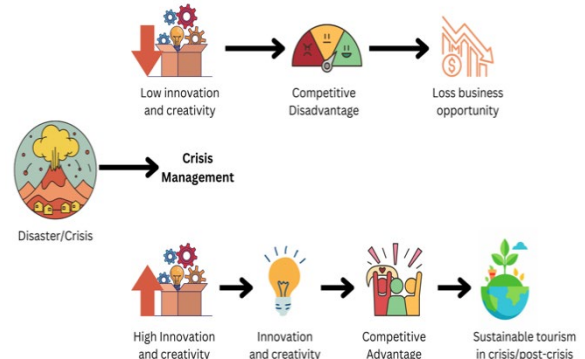 Low innovation
and creativity
Competitive
Disadvantage
Loss business
opportunity
Crisis
Management
Disaster/Crisis
High Innovation
and creativity
Innovation
and creativity
Competitive
Advantage
Sustainable tourism
in crisis/post-crisis